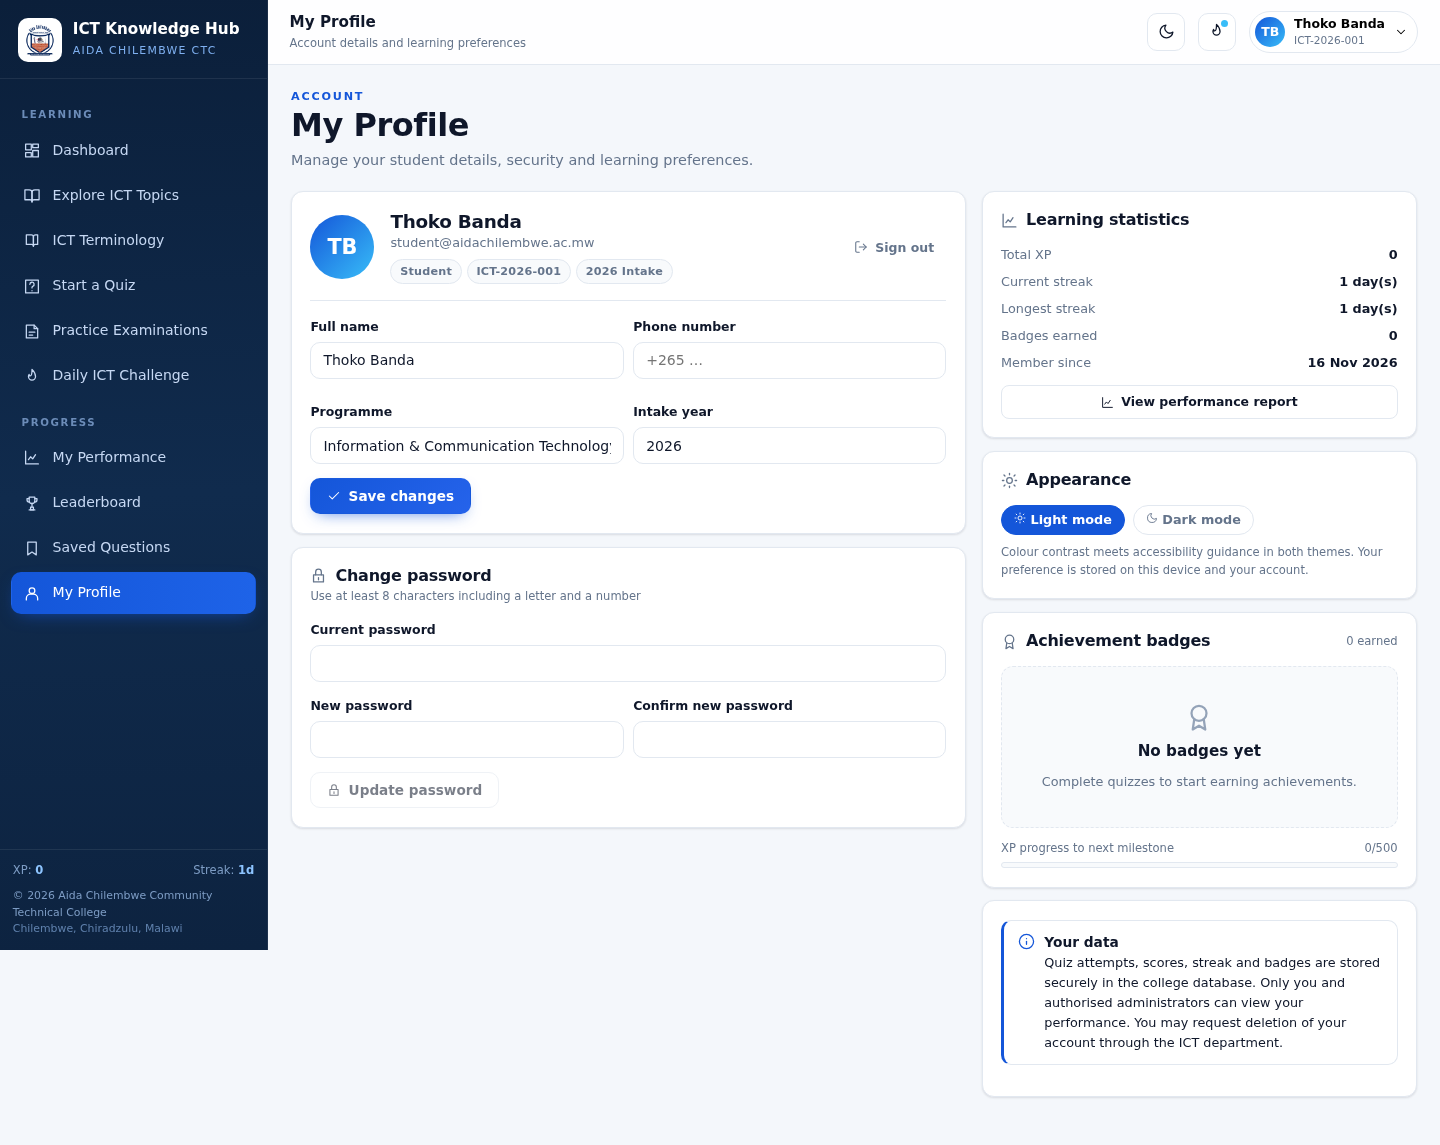 ICT Knowledge Hub
AIDA CHILEMBWE CTC
LEARNING
Dashboard
Explore ICT Topics
ICT Terminology
Start a Quiz
Practice Examinations
Daily ICT Challenge
PROGRESS
My Performance
Leaderboard
Saved Questions
My Profile
XP: 0
Streak: 1d
© 2026 Aida Chilembwe Community
Technical College
Chilembwe, Chiradzulu, Malawi
My Profile
Account details and learning preferences
TB
Thoko Banda
ICT-2026-001
ACCOUNT
My Profile
Manage your student details, security and learning preferences.
TB
Thoko Banda
student@aidachilembwe.ac.mw
Student
ICT-2026-001
2026 Intake
Sign out
Full name
Phone number
Thoko Banda
+265 ...
Programme
Intake year
Information & Communication Technology
2026
Save changes
Change password
Use at least 8 characters including a letter and a number
Current password
New password
Confirm new password
Update password
Learning statistics
Total XP 0
Current streak 1 day(s)
Longest streak 1 day(s)
Badges earned 0
Member since 16 Nov 2026
View performance report
Appearance
Light mode
Dark mode
Colour contrast meets accessibility guidance in both themes. Your
preference is stored on this device and your account.
Achievement badges
0 earned
No badges yet
Complete quizzes to start earning achievements.
XP progress to next milestone 0/500
Your data
Quiz attempts, scores, streak and badges are stored
securely in the college database. Only you and
authorised administrators can view your
performance. You may request deletion of your
account through the ICT department.